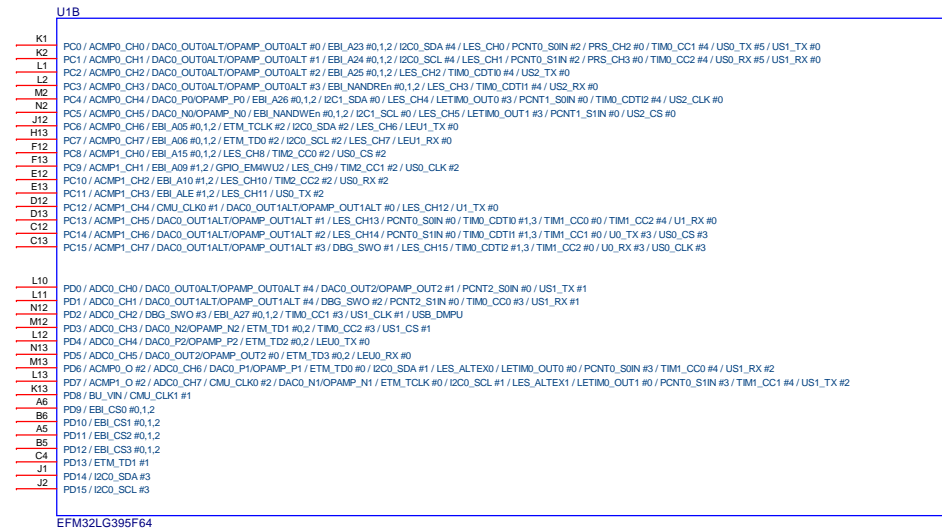 U1B
K1 PC0 / ACMP0_CH0 / DAC0_OUT0ALT/OPAMP_OUT0ALT #0 / EBI_A23 #0,1,2 / I2C0_SDA #4 / LES_CH0 / PCNT0_S0IN #2 / PRS_CH2 #0 / TIM0_CC1 #4 / US0_TX #5 / US1_TX #0
K2 PC1 / ACMP0_CH1 / DAC0_OUT0ALT/OPAMP_OUT0ALT #1 / EBI_A24 #0,1,2 / I2C0_SCL #4 / LES_CH1 / PCNT0_S1IN #2 / PRS_CH3 #0 / TIM0_CC2 #4 / US0_RX #5 / US1_RX #0
L1 PC2 / ACMP0_CH2 / DAC0_OUT0ALT/OPAMP_OUT0ALT #2 / EBI_A25 #0,1,2 / LES_CH2 / TIM0_CDTI0 #4 / US2_TX #0
L2 PC3 / ACMP0_CH3 / DAC0_OUT0ALT/OPAMP_OUT0ALT #3 / EBI_NANDREn #0,1,2 / LES_CH3 / TIM0_CDTI1 #4 / US2_RX #0
M2 PC4 / ACMP0_CH4 / DAC0_P0/OPAMP_P0 / EBI_A26 #0,1,2 / I2C1_SDA #0 / LES_CH4 / LETIM0_OUT0 #3 / PCNT1_S0IN #0 / TIM0_CDTI2 #4 / US2_CLK #0
N2 PC5 / ACMP0_CH5 / DAC0_N0/OPAMP_N0 / EBI_NANDWEn #0,1,2 / I2C1_SCL #0 / LES_CH5 / LETIM0_OUT1 #3 / PCNT1_S1IN #0 / US2_CS #0
J12 PC6 / ACMP0_CH6 / EBI_A05 #0,1,2 / ETM_TCLK #2 / I2C0_SDA #2 / LES_CH6 / LEU1_TX #0
H13 PC7 / ACMP0_CH7 / EBI_A06 #0,1,2 / ETM_TD0 #2 / I2C0_SCL #2 / LES_CH7 / LEU1_RX #0
F12 PC8 / ACMP1_CH0 / EBI_A15 #0,1,2 / LES_CH8 / TIM2_CC0 #2 / US0_CS #2
F13 PC9 / ACMP1_CH1 / EBI_A09 #1,2 / GPIO_EM4WU2 / LES_CH9 / TIM2_CC1 #2 / US0_CLK #2
E12 PC10 / ACMP1_CH2 / EBI_A10 #1,2 / LES_CH10 / TIM2_CC2 #2 / US0_RX #2
E13 PC11 / ACMP1_CH3 / EBI_ALE #1,2 / LES_CH11 / US0_TX #2
D12 PC12 / ACMP1_CH4 / CMU_CLK0 #1 / DAC0_OUT1ALT/OPAMP_OUT1ALT #0 / LES_CH12 / U1_TX #0
D13 PC13 / ACMP1_CH5 / DAC0_OUT1ALT/OPAMP_OUT1ALT #1 / LES_CH13 / PCNT0_S0IN #0 / TIM0_CDTI0 #1,3 / TIM1_CC0 #0 / TIM1_CC2 #4 / U1_RX #0
C12 PC14 / ACMP1_CH6 / DAC0_OUT1ALT/OPAMP_OUT1ALT #2 / LES_CH14 / PCNT0_S1IN #0 / TIM0_CDTI1 #1,3 / TIM1_CC1 #0 / U0_TX #3 / US0_CS #3
C13 PC15 / ACMP1_CH7 / DAC0_OUT1ALT/OPAMP_OUT1ALT #3 / DBG_SWO #1 / LES_CH15 / TIM0_CDTI2 #1,3 / TIM1_CC2 #0 / U0_RX #3 / US0_CLK #3
L10 PD0 / ADC0_CH0 / DAC0_OUT0ALT/OPAMP_OUT0ALT #4 / DAC0_OUT2/OPAMP_OUT2 #1 / PCNT2_S0IN #0 / US1_TX #1
L11 PD1 / ADC0_CH1 / DAC0_OUT1ALT/OPAMP_OUT1ALT #4 / DBG_SWO #2 / PCNT2_S1IN #0 / TIM0_CC0 #3 / US1_RX #1
N12 PD2 / ADC0_CH2 / DBG_SWO #3 / EBI_A27 #0,1,2 / TIM0_CC1 #3 / US1_CLK #1 / USB_DMPU
M12 PD3 / ADC0_CH3 / DAC0_N2/OPAMP_N2 / ETM_TD1 #0,2 / TIM0_CC2 #3 / US1_CS #1
L12 PD4 / ADC0_CH4 / DAC0_P2/OPAMP_P2 / ETM_TD2 #0,2 / LEU0_TX #0
N13 PD5 / ADC0_CH5 / DAC0_OUT2/OPAMP_OUT2 #0 / ETM_TD3 #0,2 / LEU0_RX #0
M13 PD6 / ACMP0_O #2 / ADC0_CH6 / DAC0_P1/OPAMP_P1 / ETM_TD0 #0 / I2C0_SDA #1 / LES_ALTEX0 / LETIM0_OUT0 #0 / PCNT0_S0IN #3 / TIM1_CC0 #4 / US1_RX #2
L13 PD7 / ACMP1_O #2 / ADC0_CH7 / CMU_CLK0 #2 / DAC0_N1/OPAMP_N1 / ETM_TCLK #0 / I2C0_SCL #1 / LES_ALTEX1 / LETIM0_OUT1 #0 / PCNT0_S1IN #3 / TIM1_CC1 #4 / US1_TX #2
K13 PD8 / BU_VIN / CMU_CLK1 #1
A6 PD9 / EBI_CS0 #0,1,2
B6 PD10 / EBI_CS1 #0,1,2
A5 PD11 / EBI_CS2 #0,1,2
B5 PD12 / EBI_CS3 #0,1,2
C4 PD13 / ETM_TD1 #1
J1 PD14 / I2C0_SDA #3
J2 PD15 / I2C0_SCL #3
EFM32LG395F64